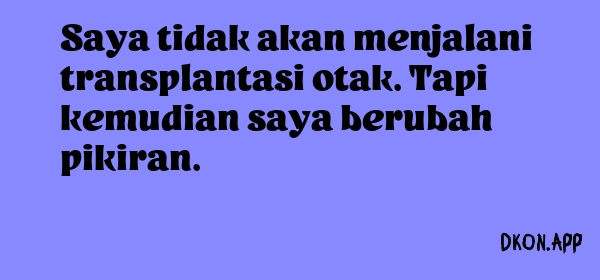 Saya tidak akan menjalani
transplantasi otak. Tapi
kemudian saya berubah
pikiran.
DKON.APP